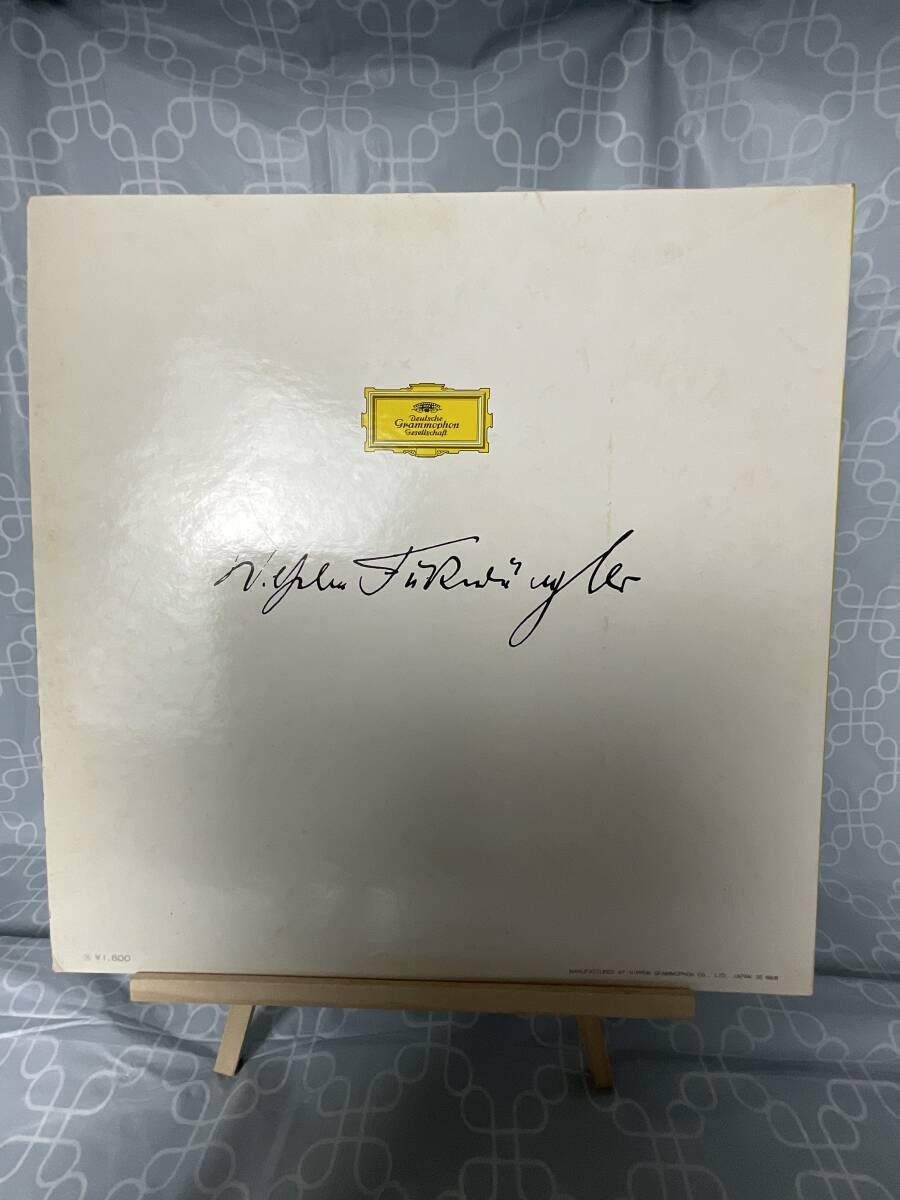 Deutsche
Grammophon
Gesellschaft
Wilhelm Furtwängler
¥1,800
MANUFACTURED BY NIPPON GRAMMOPHON CO., LTD. JAPAN